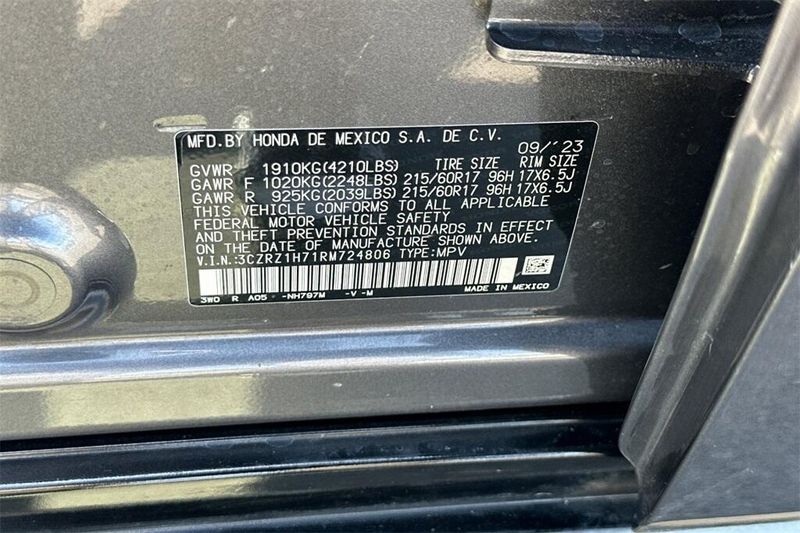 MFD.BY HONDA DE MEXICO S.A. DE C.V. 09/'23
GVWR 1910KG(4210LBS) TIRE SIZE RIM SIZE
GAWR F 1020KG(2248LBS) 215/60R17 96H 17X6.5J
GAWR R 925KG(2039LBS) 215/60R17 96H 17X6.5J
THIS VEHICLE CONFORMS TO ALL APPLICABLE
FEDERAL MOTOR VEHICLE SAFETY
AND THEFT PREVENTION STANDARDS IN EFFECT
ON THE DATE OF MANUFACTURE SHOWN ABOVE.
V.I.N.:3CZRZ1H71RM724806 TYPE:MPV
3W0 R A05 -NH797M -V -M MADE IN MEXICO